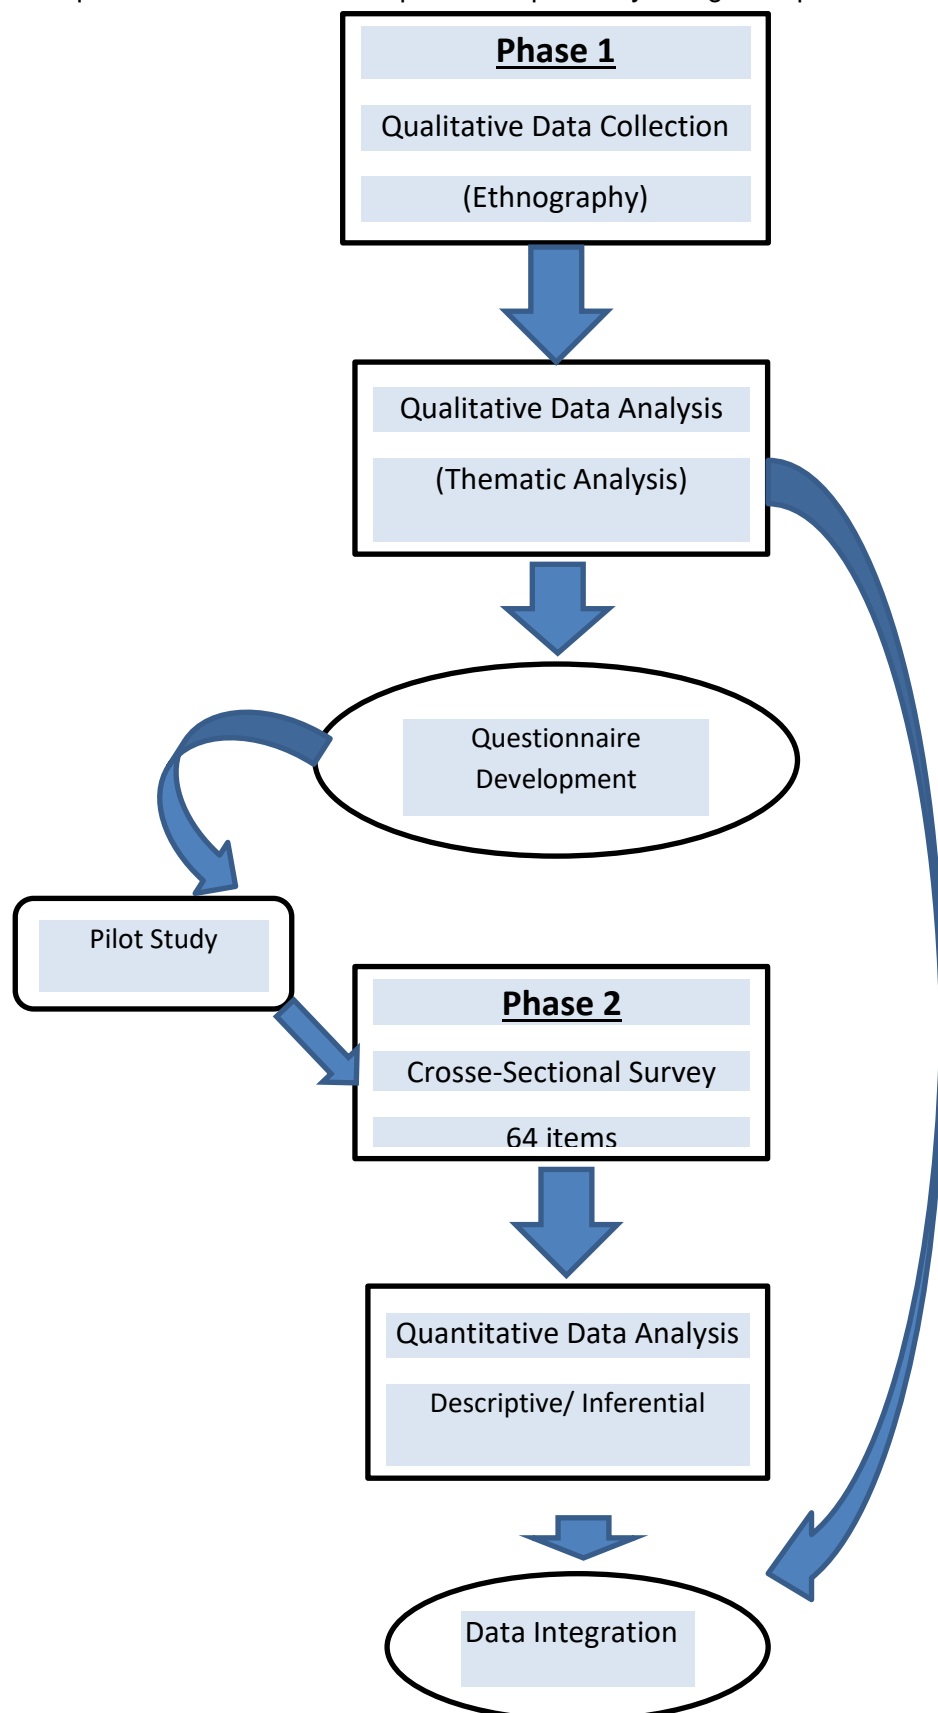 Phase 1
Qualitative Data Collection
(Ethnography)
Qualitative Data Analysis
(Thematic Analysis)
Questionnaire
Development
Pilot Study
Phase 2
Crosse-Sectional Survey
64 items
Quantitative Data Analysis
Descriptive/ Inferential
Data Integration